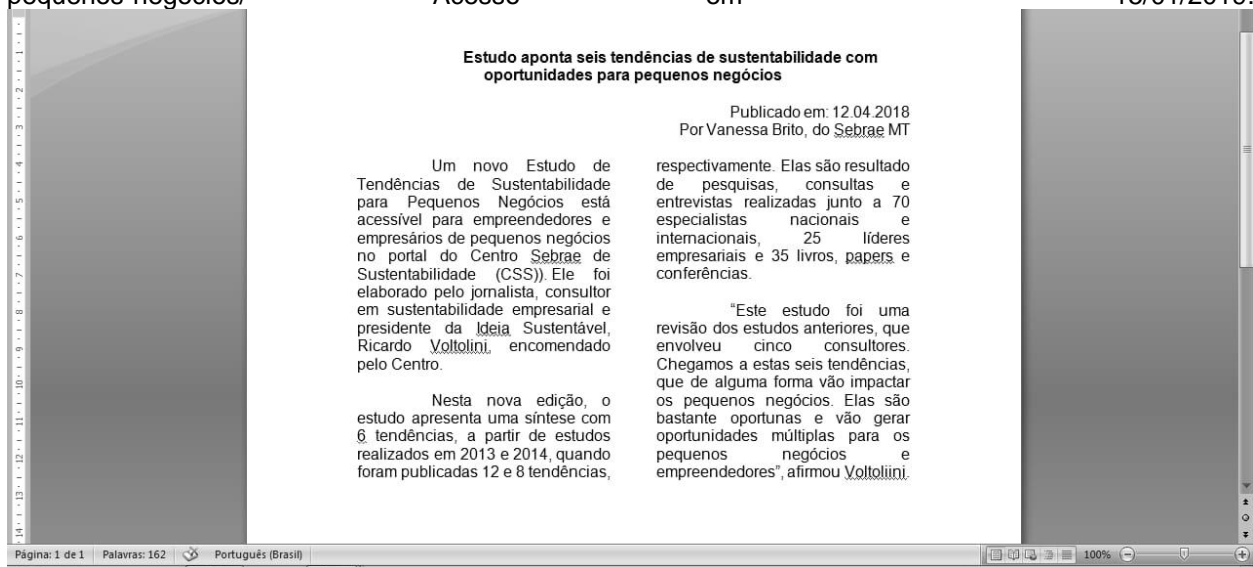 pequenos-negócios/ Acesso em 15/01/2019.
Estudo aponta seis tendências de sustentabilidade com
oportunidades para pequenos negócios
Publicado em: 12.04.2018
Por Vanessa Brito, do Sebrae MT
Um novo Estudo de
Tendências de Sustentabilidade
para Pequenos Negócios está
acessível para empreendedores e
empresários de pequenos negócios
no portal do Centro Sebrae de
Sustentabilidade (CSS)). Ele foi
elaborado pelo jornalista, consultor
em sustentabilidade empresarial e
presidente da Ideia Sustentável,
Ricardo Voltolini, encomendado
pelo Centro.
Nesta nova edição, o
estudo apresenta uma síntese com
6 tendências, a partir de estudos
realizados em 2013 e 2014, quando
foram publicadas 12 e 8 tendências,
respectivamente. Elas são resultado
de pesquisas, consultas e
entrevistas realizadas junto a 70
especialistas nacionais e
internacionais, 25 líderes
empresariais e 35 livros, papers e
conferências.
“Este estudo foi uma
revisão dos estudos anteriores, que
envolveu cinco consultores.
Chegamos a estas seis tendências,
que de alguma forma vão impactar
os pequenos negócios. Elas são
bastante oportunas e vão gerar
oportunidades múltiplas para os
pequenos negócios e
empreendedores”, afirmou Voltoliini.
Página: 1 de 1 Palavras: 162 Português (Brasil) 100%